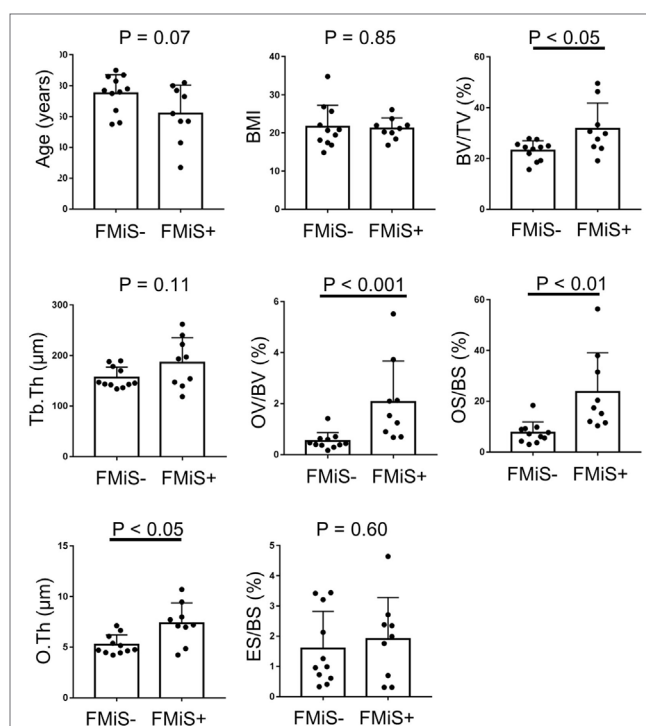 P = 0.07
Age (years)
0
FMiS-
FMiS+
P = 0.85
BMI
40
30
20
10
0
FMiS-
FMiS+
P < 0.05
BV/TV (%)
60
40
20
0
FMiS-
FMiS+
P = 0.11
Tb.Th (µm)
300
200
100
0
FMiS-
FMiS+
P < 0.001
OV/BV (%)
6
4
2
0
FMiS-
FMiS+
P < 0.01
OS/BS (%)
60
40
20
0
FMiS-
FMiS+
P < 0.05
O.Th (µm)
15
10
5
0
FMiS-
FMiS+
P = 0.60
ES/BS (%)
5
4
3
2
1
0
FMiS-
FMiS+